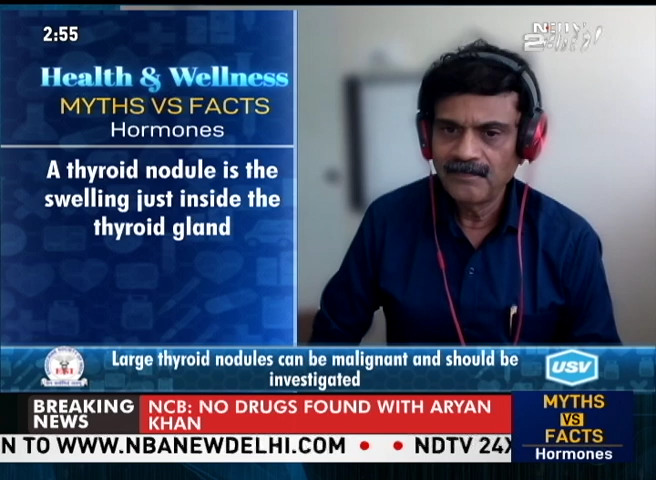 2:55
NDTV
Health & Wellness
MYTHS VS FACTS
Hormones
A thyroid nodule is the
swelling just inside the
thyroid gland
Large thyroid nodules can be malignant and should be
investigated
USV
BREAKING
NEWS
NCB: NO DRUGS FOUND WITH ARYAN
KHAN
MYTHS
VS
FACTS
Hormones
N TO WWW.NBANEWDELHI.COM • • NDTV 24X